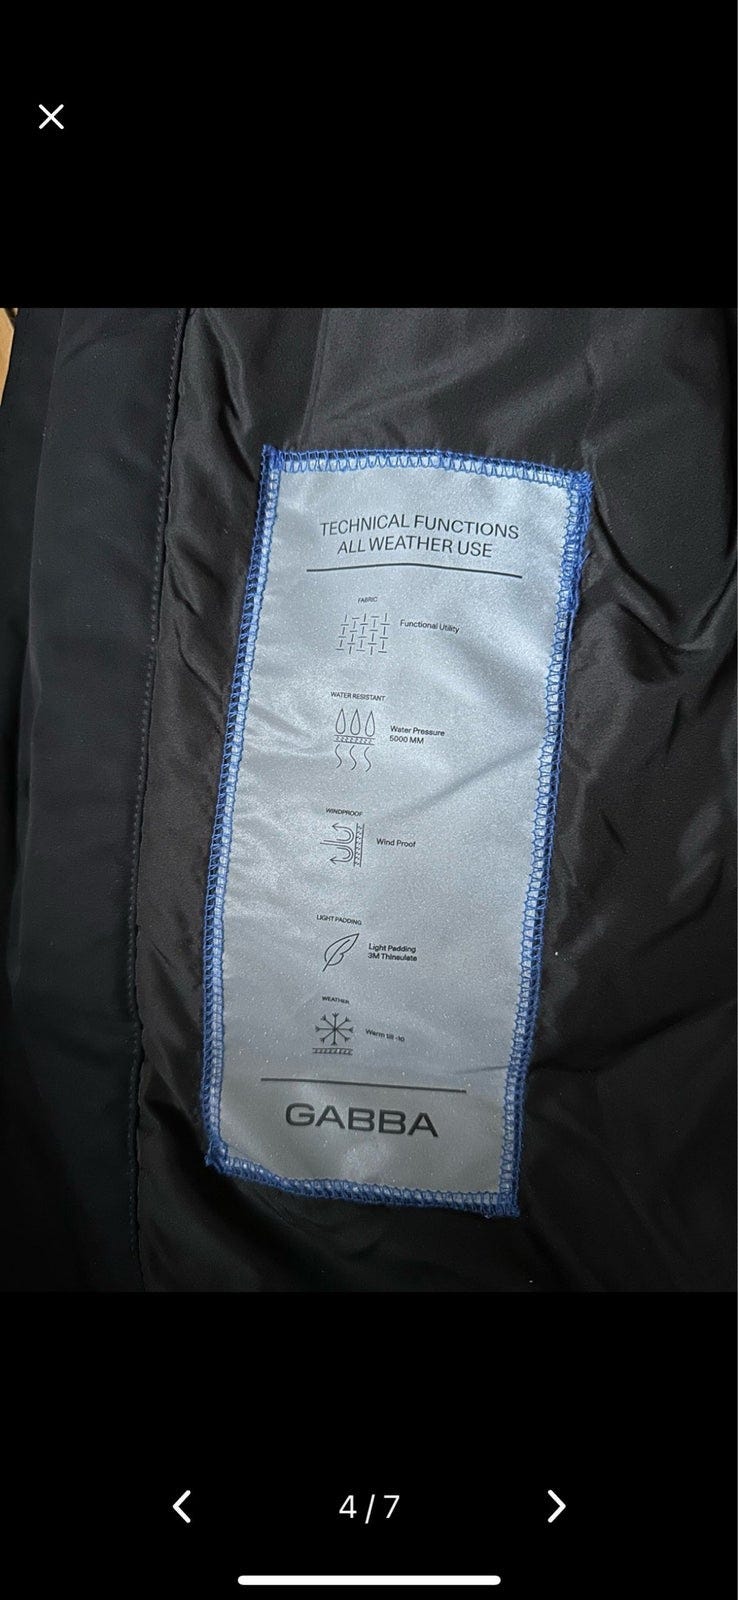 TECHNICAL FUNCTIONS
ALL WEATHER USE
FABRIC
Functional Utility
WATER RESISTANT
Water Pressure
5000 MM
WINDPROOF
Wind Proof
LIGHT PADDING
Light Padding
3M Thinsulate
WEATHER
Warm till -10
GABBA
4 / 7